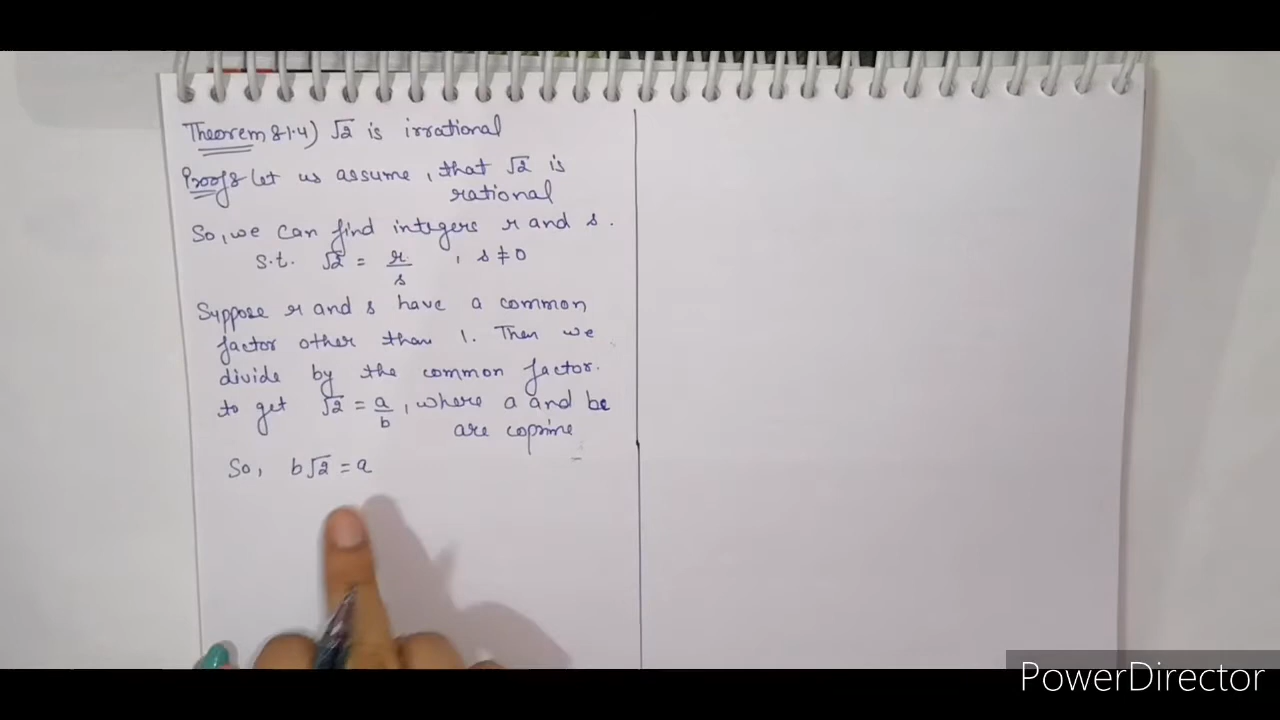 Theorem 1.4) √2 is irrational
Proof: Let us assume, that √2 is
rational
So, we can find integers r and s.
s.t. √2 = r/s , s ≠ 0
Suppose r and s have a common
factor other than 1. Then we
divide by the common factor.
to get √2 = a/b, where a and be
are coprime
So, b√2 = a
PowerDirector